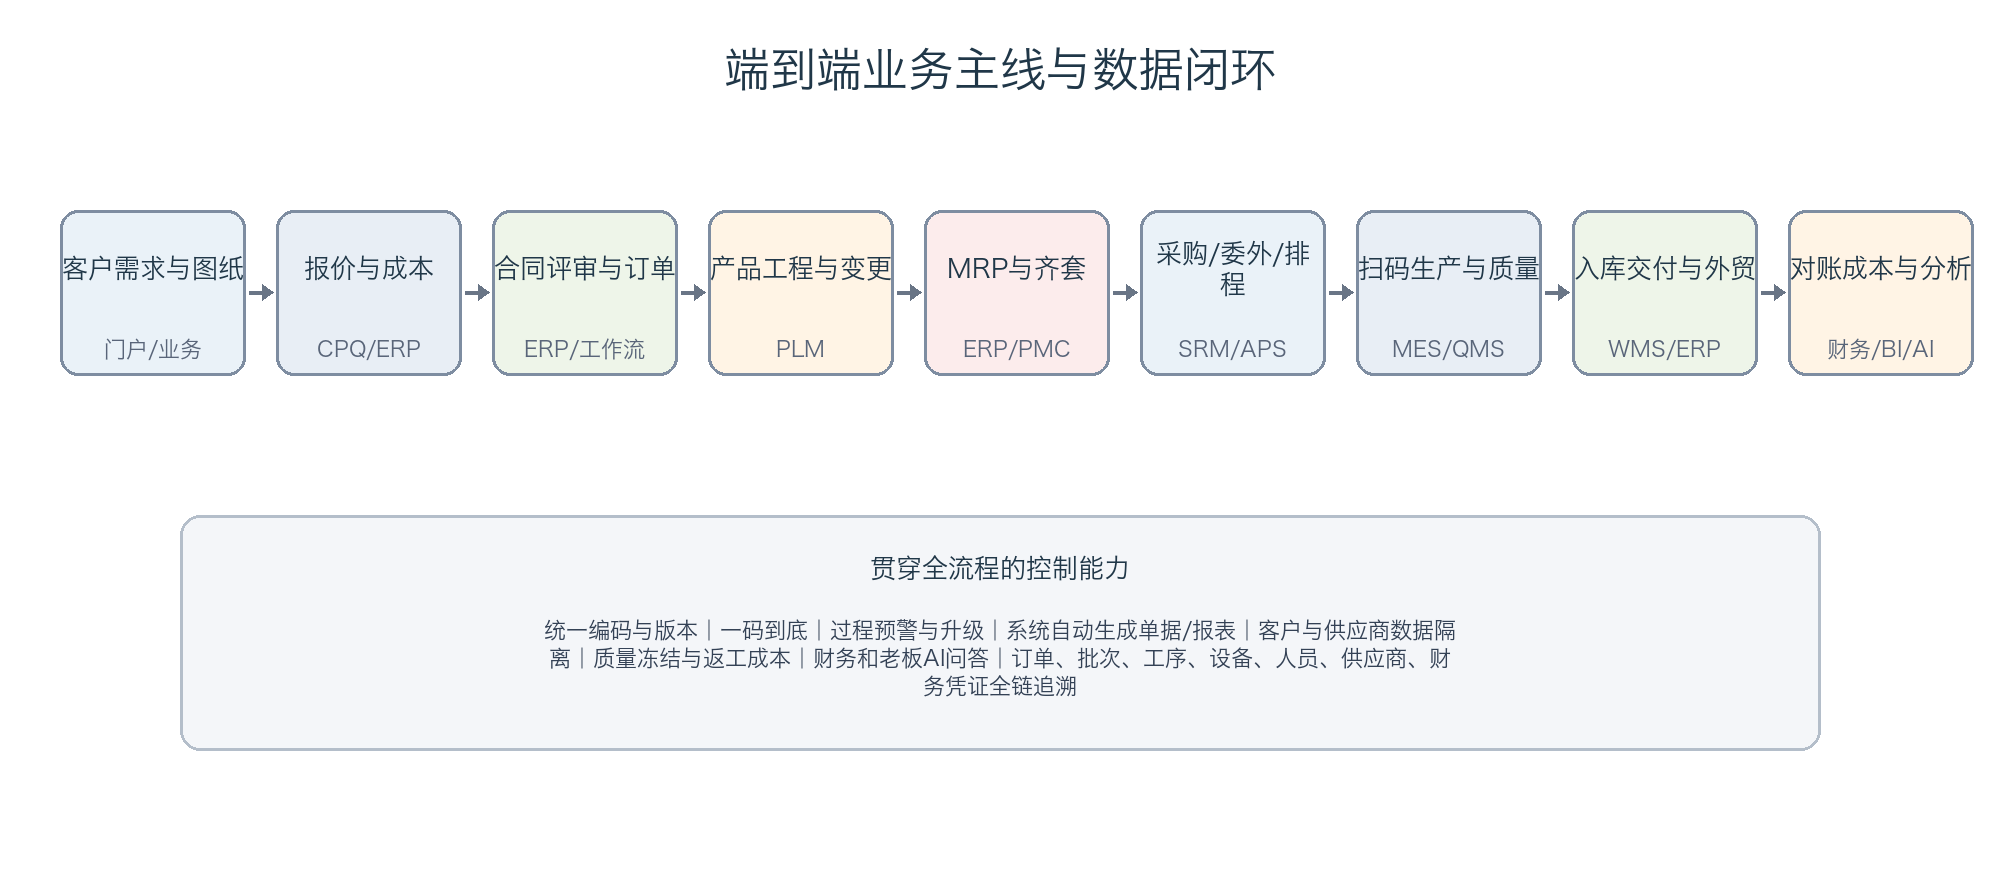 端到端业务主线与数据闭环
客户需求与图纸
门户/业务
报价与成本
CPQ/ERP
合同评审与订单
ERP/工作流
产品工程与变更
PLM
MRP与齐套
ERP/PMC
采购/委外/排
程
SRM/APS
扫码生产与质量
MES/QMS
入库交付与外贸
WMS/ERP
对账成本与分析
财务/BI/AI
贯穿全流程的控制能力
统一编码与版本｜一码到底｜过程预警与升级｜系统自动生成单据/报表｜客户与供应商数据隔
离｜质量冻结与返工成本｜财务和老板AI问答｜订单、批次、工序、设备、人员、供应商、财
务凭证全链追溯